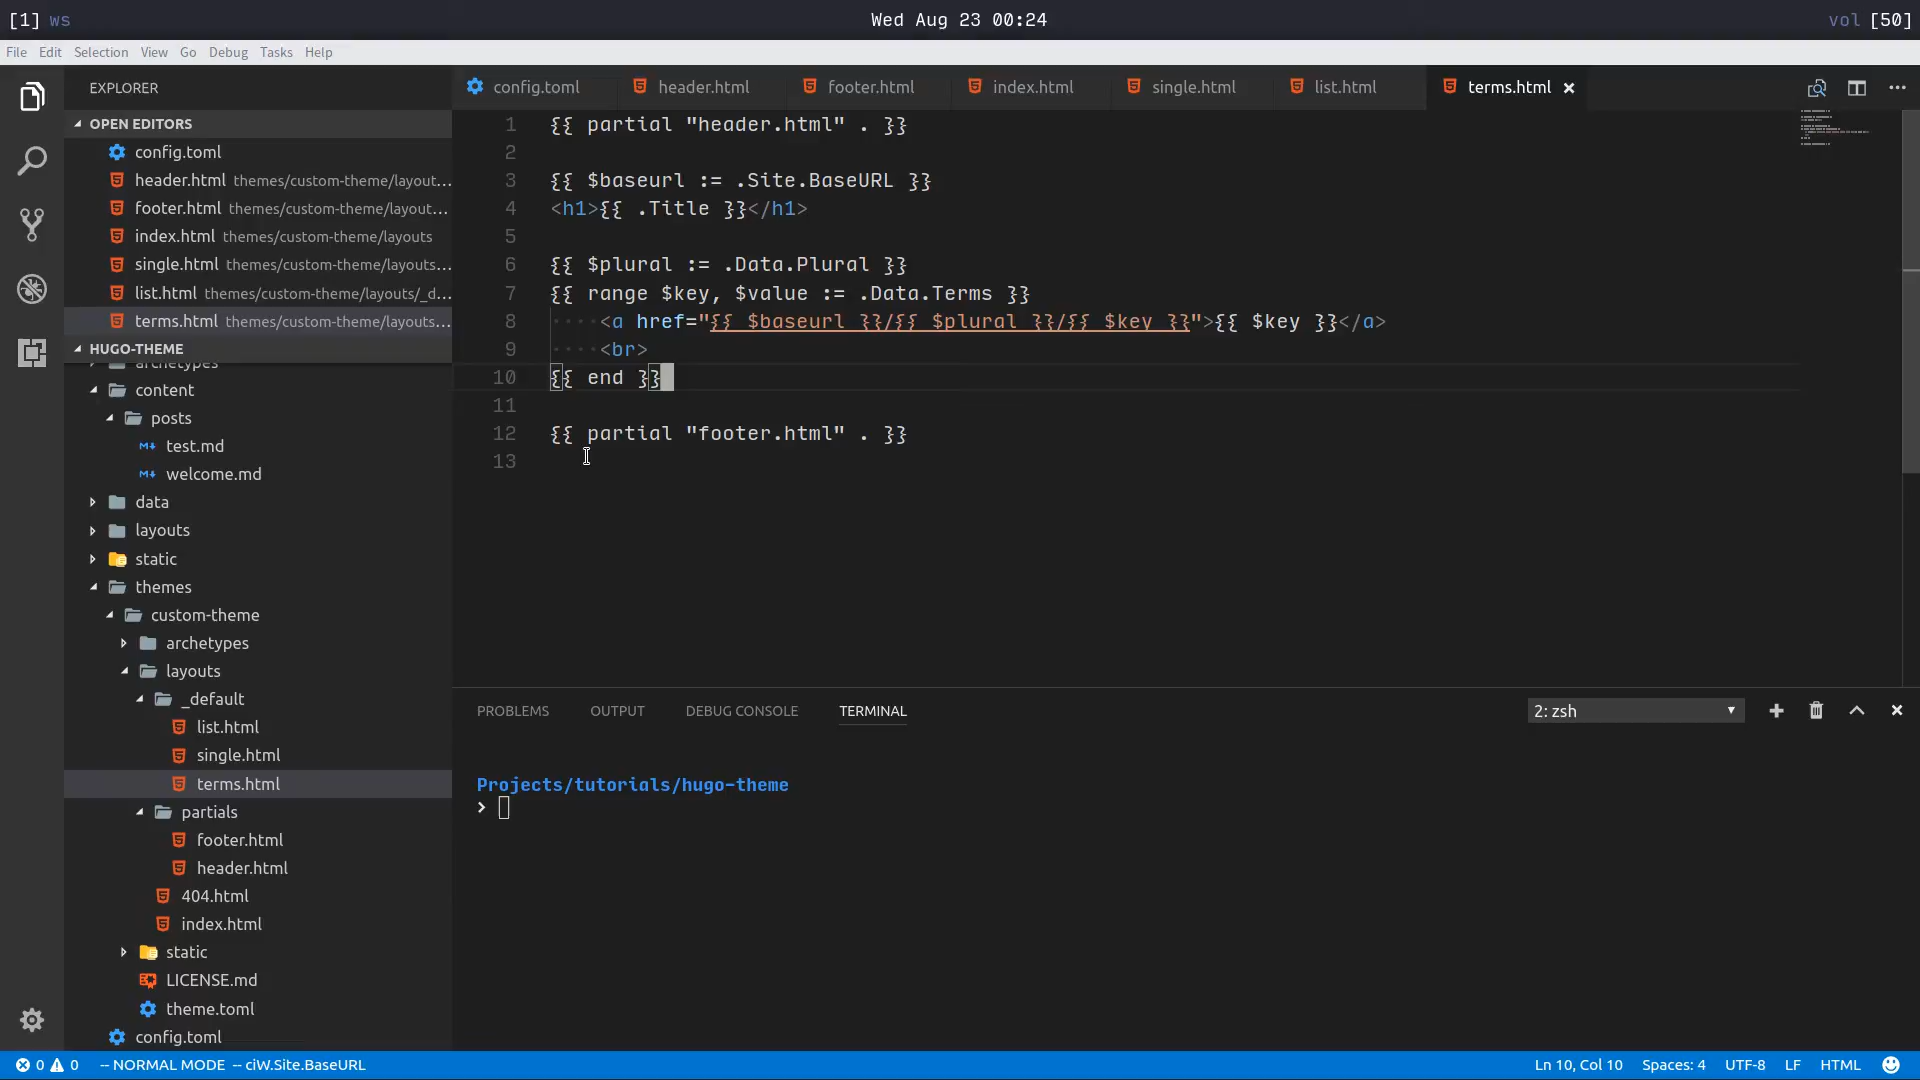 [1] ws
Wed Aug 23 00:24
vol [50]
File Edit Selection View Go Debug Tasks Help
EXPLORER
OPEN EDITORS
config.toml
header.html themes/custom-theme/layout...
footer.html themes/custom-theme/layout...
index.html themes/custom-theme/layouts
single.html themes/custom-theme/layouts...
list.html themes/custom-theme/layouts/_d...
terms.html themes/custom-theme/layouts...
HUGO-THEME
archetypes
content
posts
test.md
welcome.md
data
layouts
static
themes
custom-theme
archetypes
layouts
_default
list.html
single.html
terms.html
partials
footer.html
header.html
404.html
index.html
static
LICENSE.md
theme.toml
config.toml
config.toml header.html footer.html index.html single.html list.html terms.html
1 {{ partial "header.html" . }}
2
3 {{ $baseurl := .Site.BaseURL }}
4 <h1>{{ .Title }}</h1>
5
6 {{ $plural := .Data.Plural }}
7 {{ range $key, $value := .Data.Terms }}
8 ····<a href="{{ $baseurl }}/{{ $plural }}/{{ $key }}">{{ $key }}</a>
9 ····<br>
10 {{ end }}
11
12 {{ partial "footer.html" . }}
13
PROBLEMS OUTPUT DEBUG CONSOLE TERMINAL
2: zsh
Projects/tutorials/hugo-theme
>
0 0 -- NORMAL MODE -- ciW.Site.BaseURL
Ln 10, Col 10 Spaces: 4 UTF-8 LF HTML